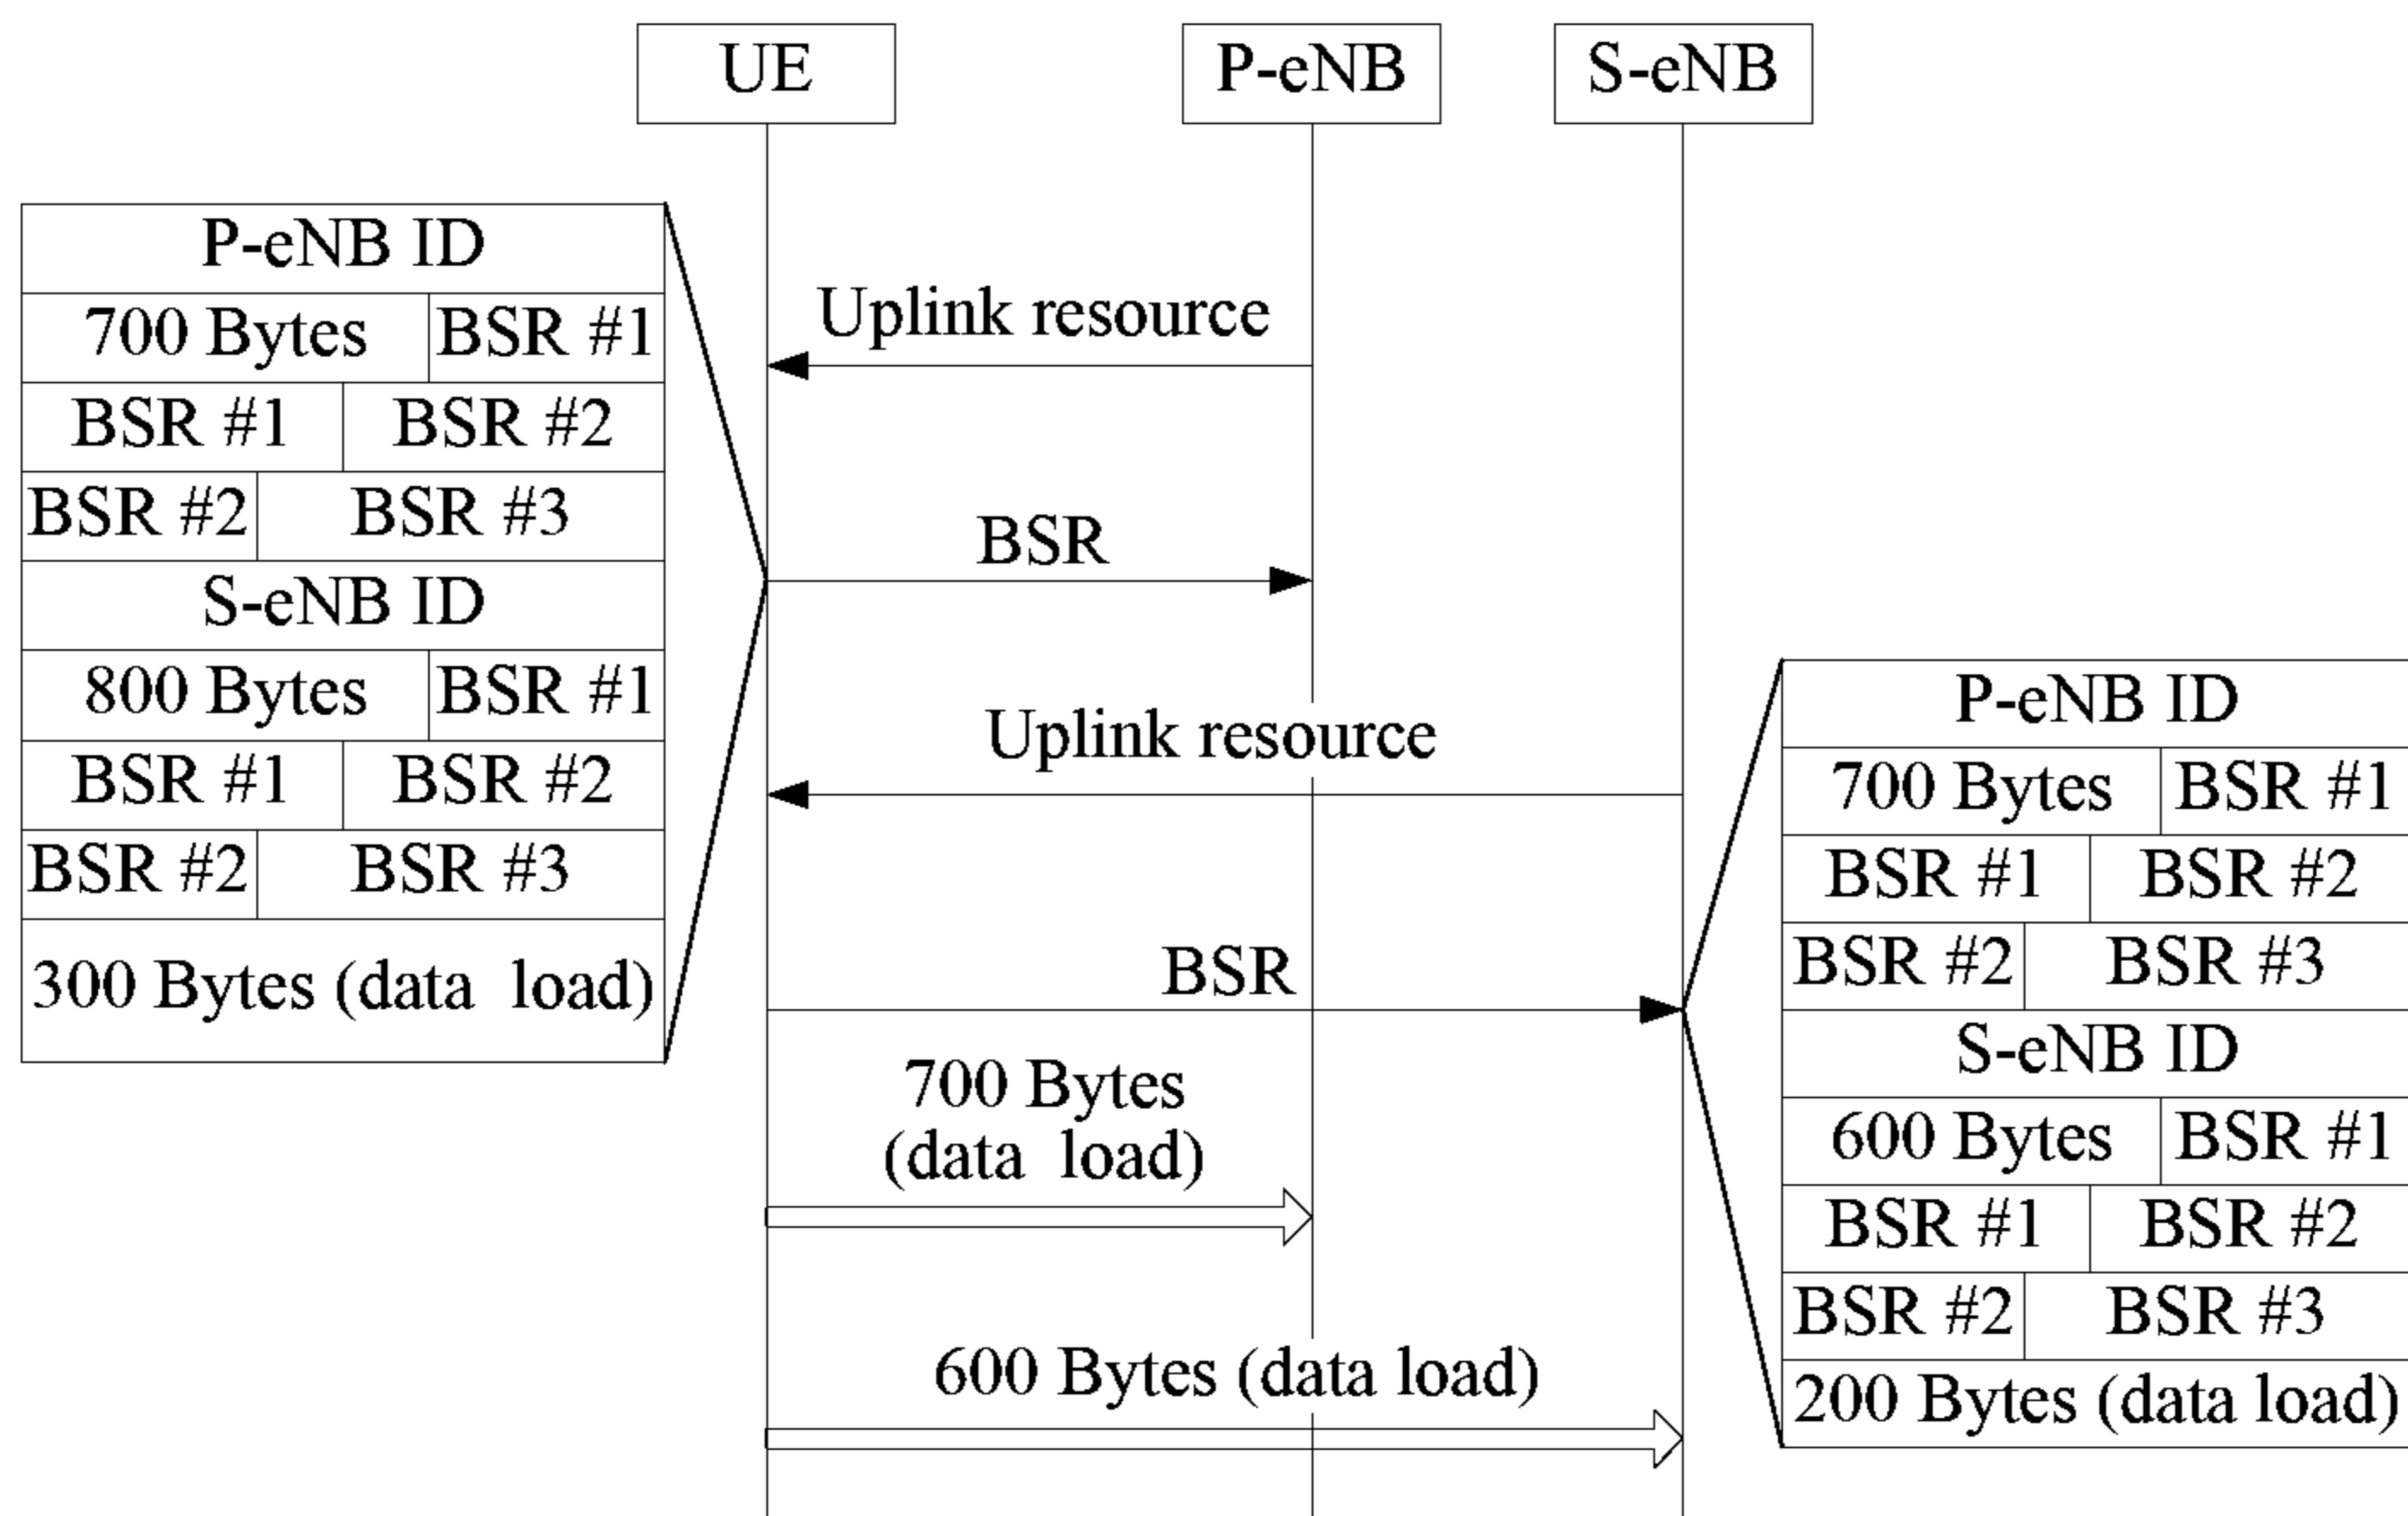 UE
P-eNB
S-eNB
P-eNB ID
700 Bytes
BSR #1
BSR #1
BSR #2
BSR #2
BSR #3
S-eNB ID
800 Bytes
BSR #1
BSR #1
BSR #2
BSR #2
BSR #3
300 Bytes (data load)
Uplink resource
BSR
Uplink resource
BSR
700 Bytes
(data load)
600 Bytes (data load)
P-eNB ID
700 Bytes
BSR #1
BSR #1
BSR #2
BSR #2
BSR #3
S-eNB ID
600 Bytes
BSR #1
BSR #1
BSR #2
BSR #2
BSR #3
200 Bytes (data load)